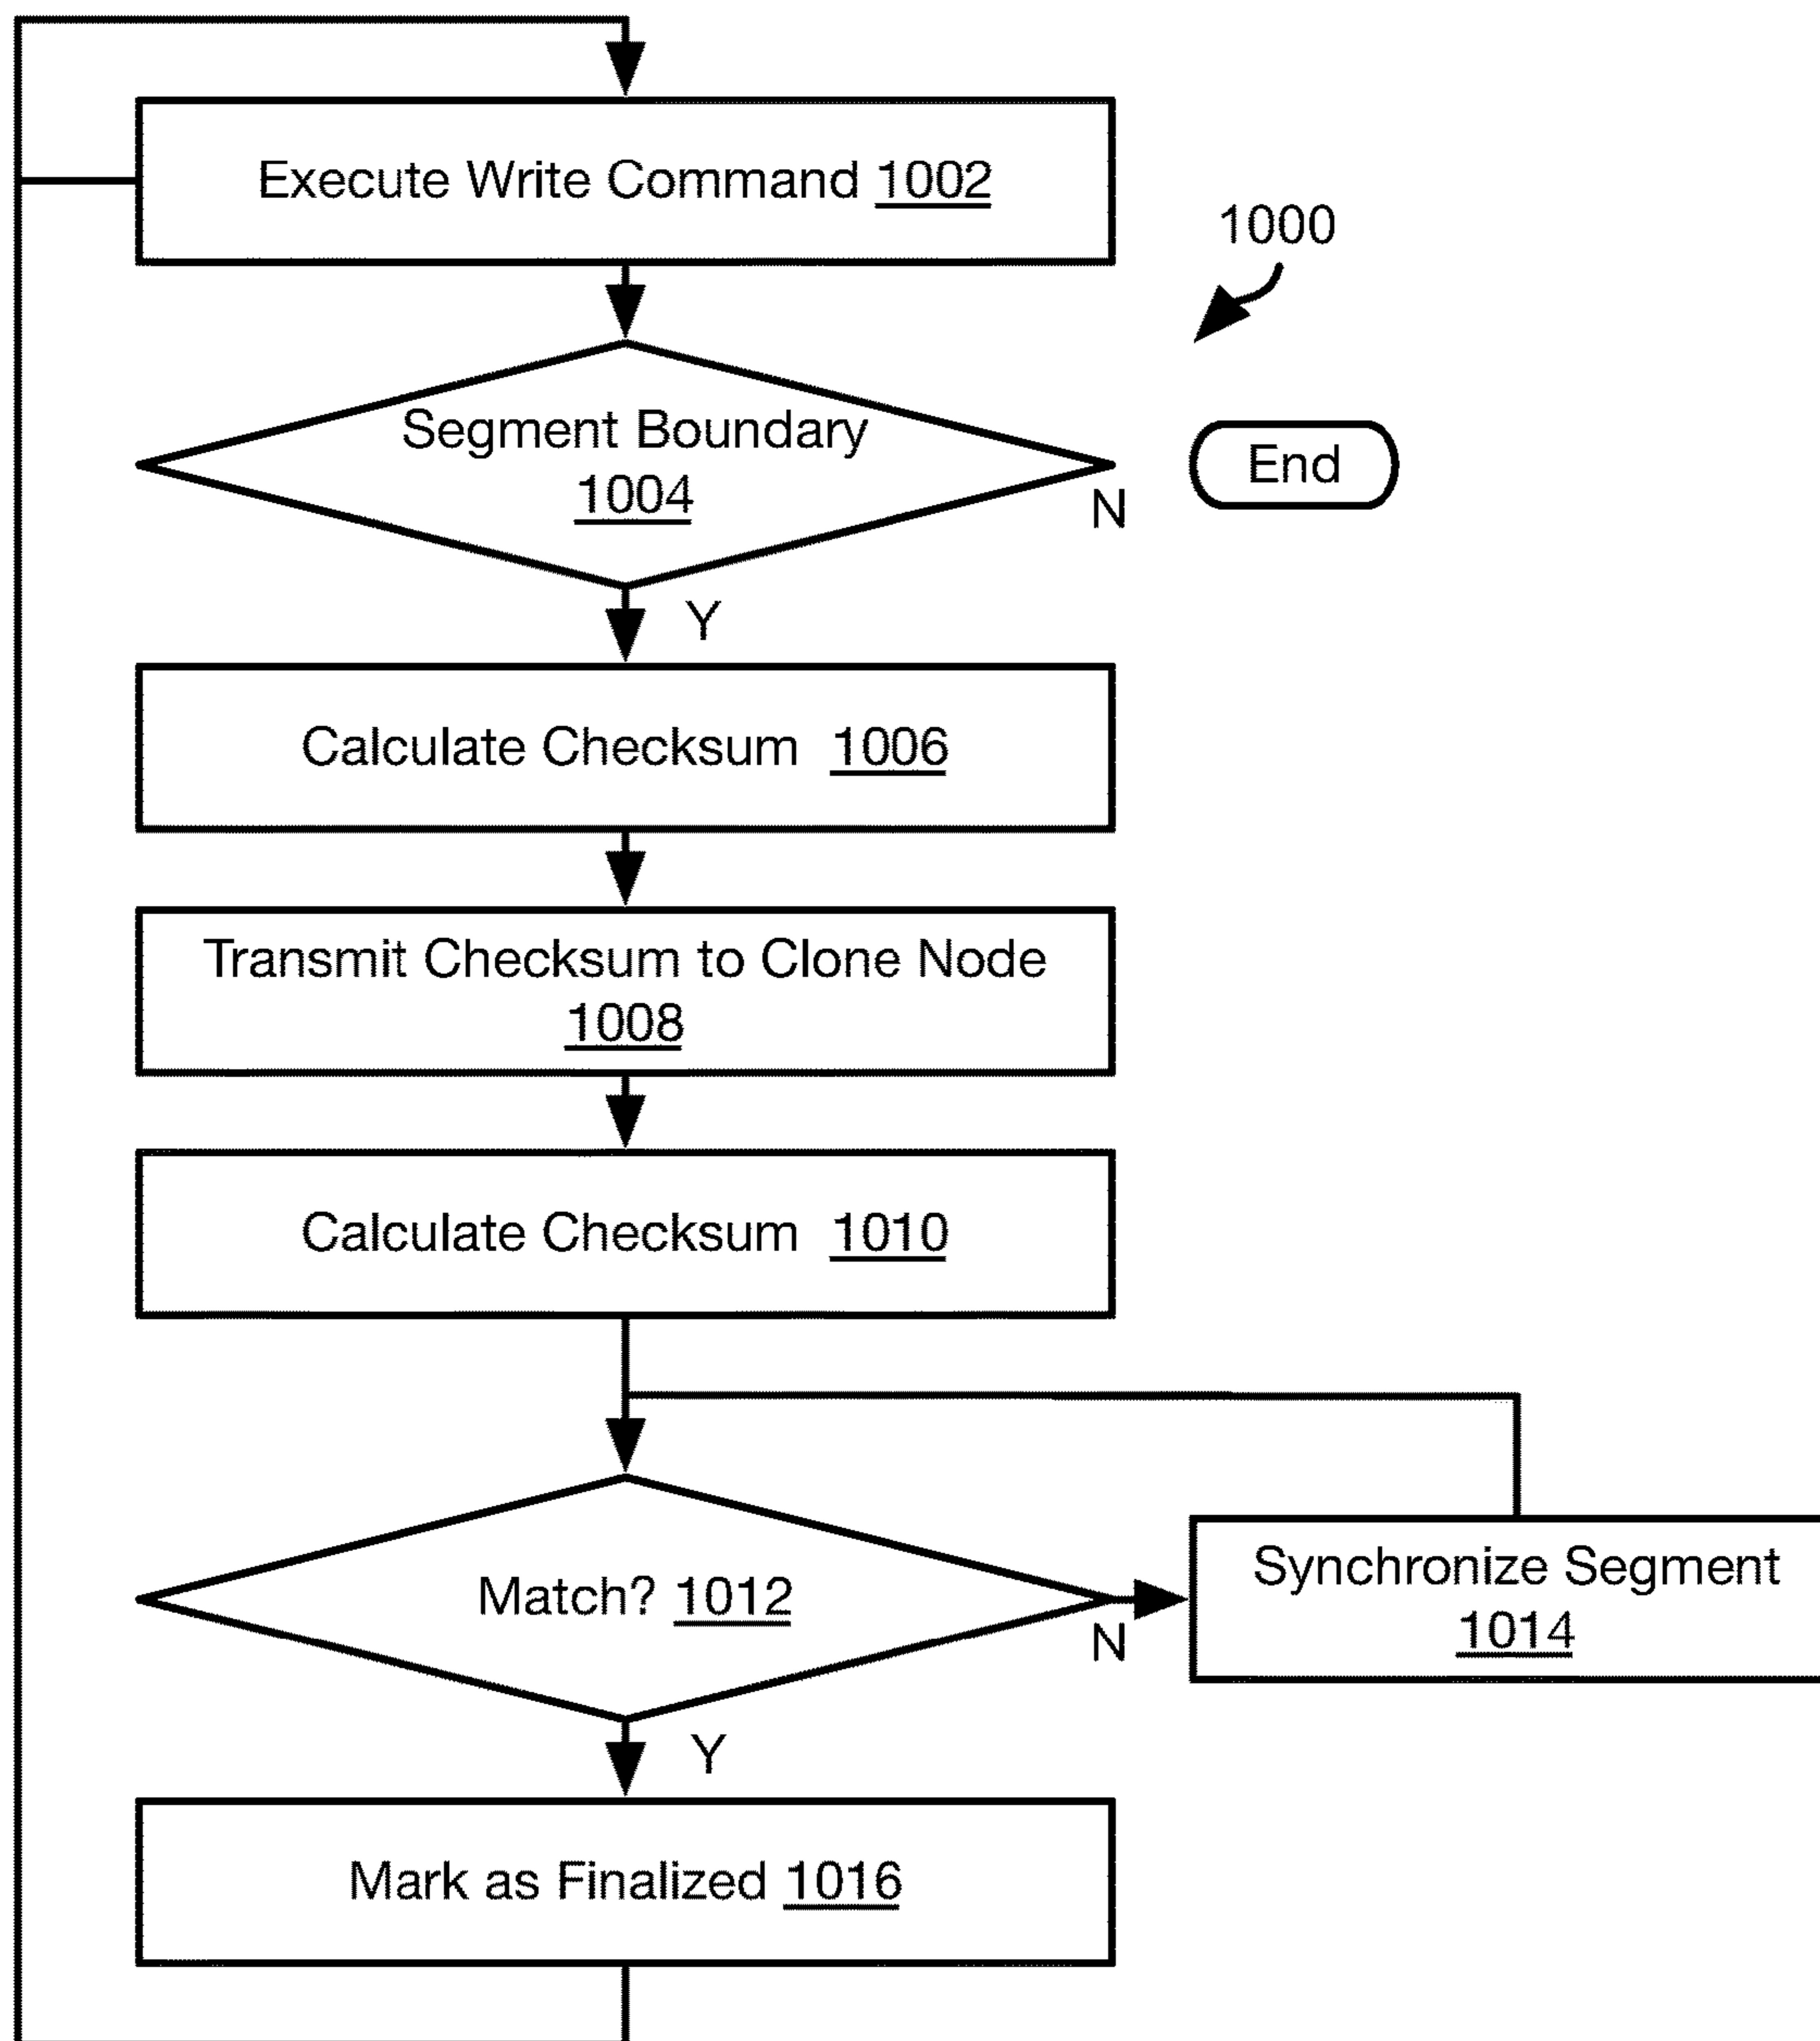 Execute Write Command 1002
1000
Segment Boundary
1004
N
End
Y
Calculate Checksum 1006
Transmit Checksum to Clone Node
1008
Calculate Checksum 1010
Match? 1012
N
Synchronize Segment
1014
Y
Mark as Finalized 1016